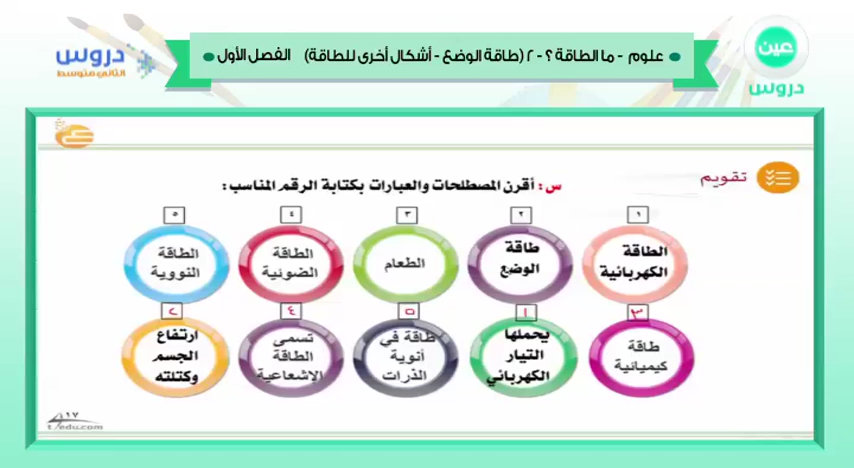 علوم - ما الطاقة ؟ - ٢ (طاقة الوضع - أشكال أخرى للطاقة) الفصل الأول
عين
دروس
دروس
الثاني متوسط
تقويم
س: أقرن المصطلحات والعبارات بكتابة الرقم المناسب:
١ ٢ ٣ ٤ ٥
الطاقة الكهربائية
طاقة الوضع
الطعام
الطاقة الضوئية
الطاقة النووية
٣ ١ ٥ ٤ ٢
طاقة كيميائية
يحملها التيار الكهربائي
طاقة في أنوية الذرات
تسمى الطاقة الإشعاعية
ارتفاع الجسم وكتلته
١٧
t4edu.com